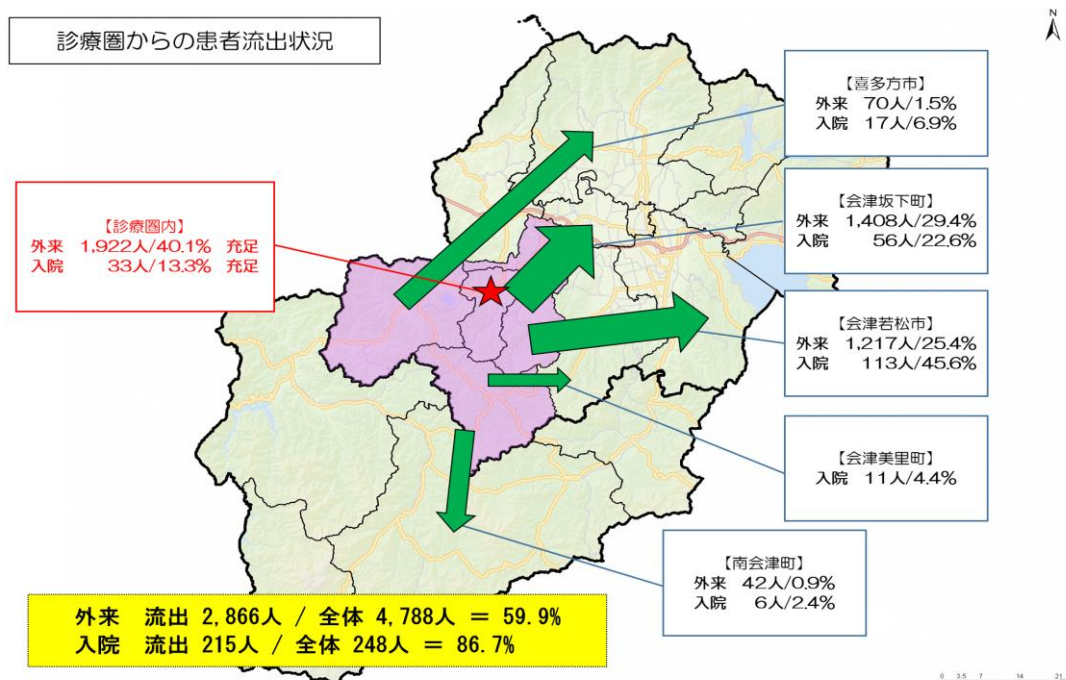 診療圏からの患者流出状況
N
【喜多方市】
外来 70人/1.5%
入院 17人/6.9%
【会津坂下町】
外来 1,408人/29.4%
入院 56人/22.6%
【診療圏内】
外来 1,922人/40.1% 充足
入院 33人/13.3% 充足
【会津若松市】
外来 1,217人/25.4%
入院 113人/45.6%
【会津美里町】
入院 11人/4.4%
【南会津町】
外来 42人/0.9%
入院 6人/2.4%
外来 流出 2,866人 / 全体 4,788人 = 59.9%
入院 流出 215人 / 全体 248人 = 86.7%
0 3.5 7 14 21